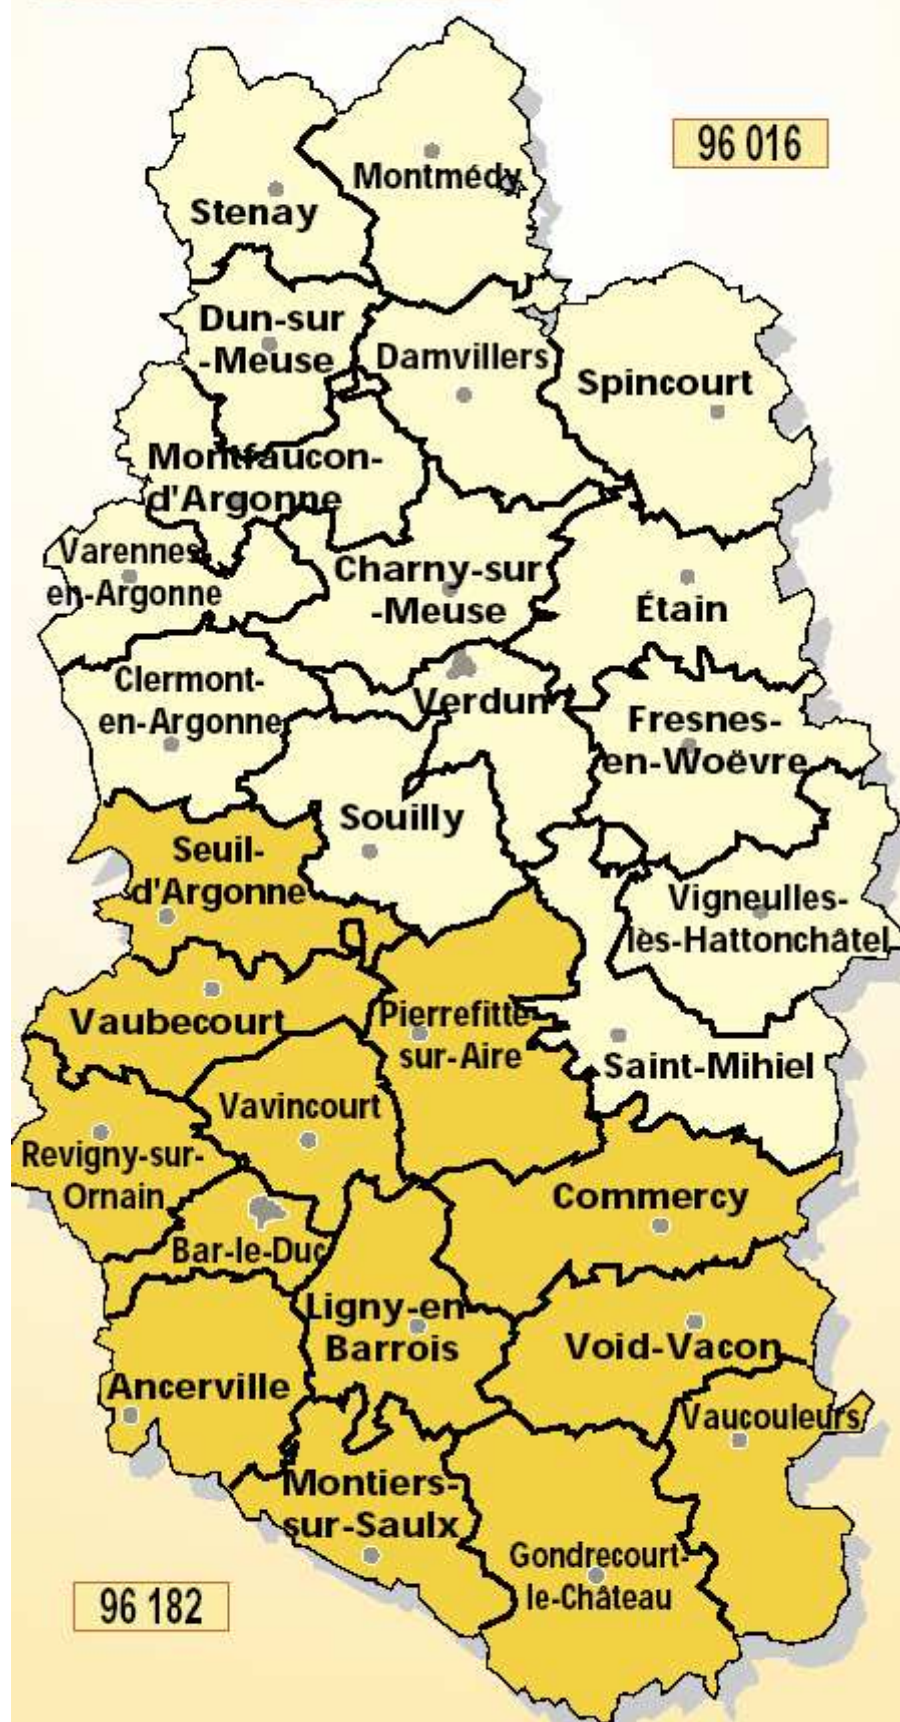 96 016
Montmédy
Stenay
Dun-sur
-Meuse
Damvillers
Spincourt
Montfaucon-
d'Argonne
Varennes
en-Argonne
Charny-sur
-Meuse
Étain
Clermont-
en-Argonne
Verdun
Fresnes-
en-Woëvre
Souilly
Seuil-
d'Argonne
Vigneulles-
lès-Hattonchâtel
Vaubecourt
Pierrefitte-
sur-Aire
Saint-Mihiel
Vavincourt
Revigny-sur-
Ornain
Commercy
Bar-le-Duc
Ligny-en
Barrois
Void-Vacon
Ancerville
Vaucouleurs
Montiers-
sur-Saulx
Gondrecourt-
le-Château
96 182